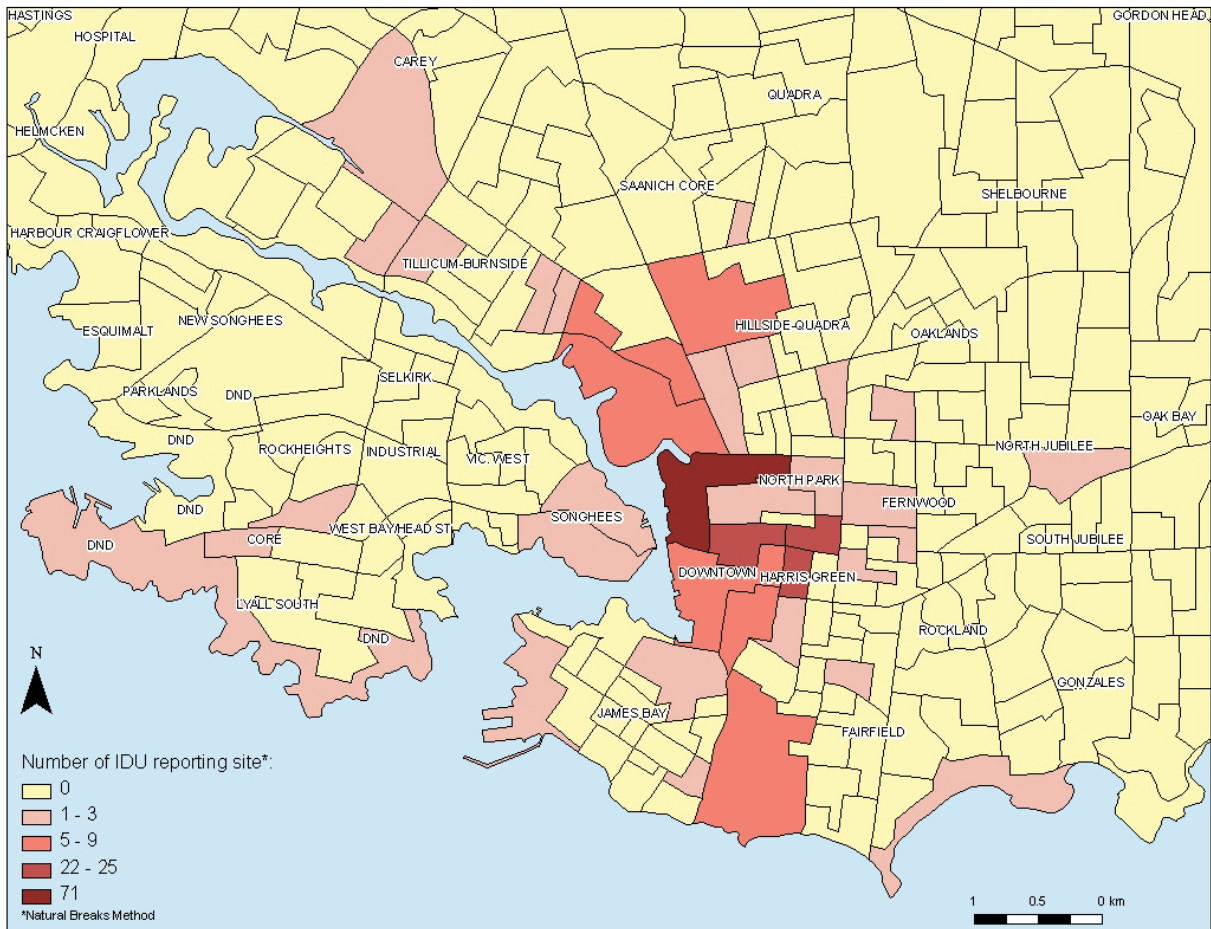 HASTINGS
GORDON HEAD
HOSPITAL
CAREY
QUADRA
HELMCKEN
SAANICH CORE
SHELBOURNE
HARBOUR CRAIGFLOWER
TILLICUM-BURNSIDE
NEW SONGHEES
ESQUIMALT
HILLSIDE-QUADRA
OAKLANDS
SELKIRK
PARKLANDS
DND
OAK BAY
DND
ROCKHEIGHTS
INDUSTRIAL
VIC. WEST
NORTH JUBILEE
NORTH PARK
FERNWOOD
DND
SONGHEES
WEST BAY/HEAD ST
CORE
SOUTH JUBILEE
DND
DOWNTOWN
HARRIS GREEN
LYALL SOUTH
ROCKLAND
DND
N
GONZALES
JAMES BAY
FAIRFIELD
Number of IDU reporting site*:
0
1 - 3
5 - 9
22 - 25
71
*Natural Breaks Method
1 0.5 0 km